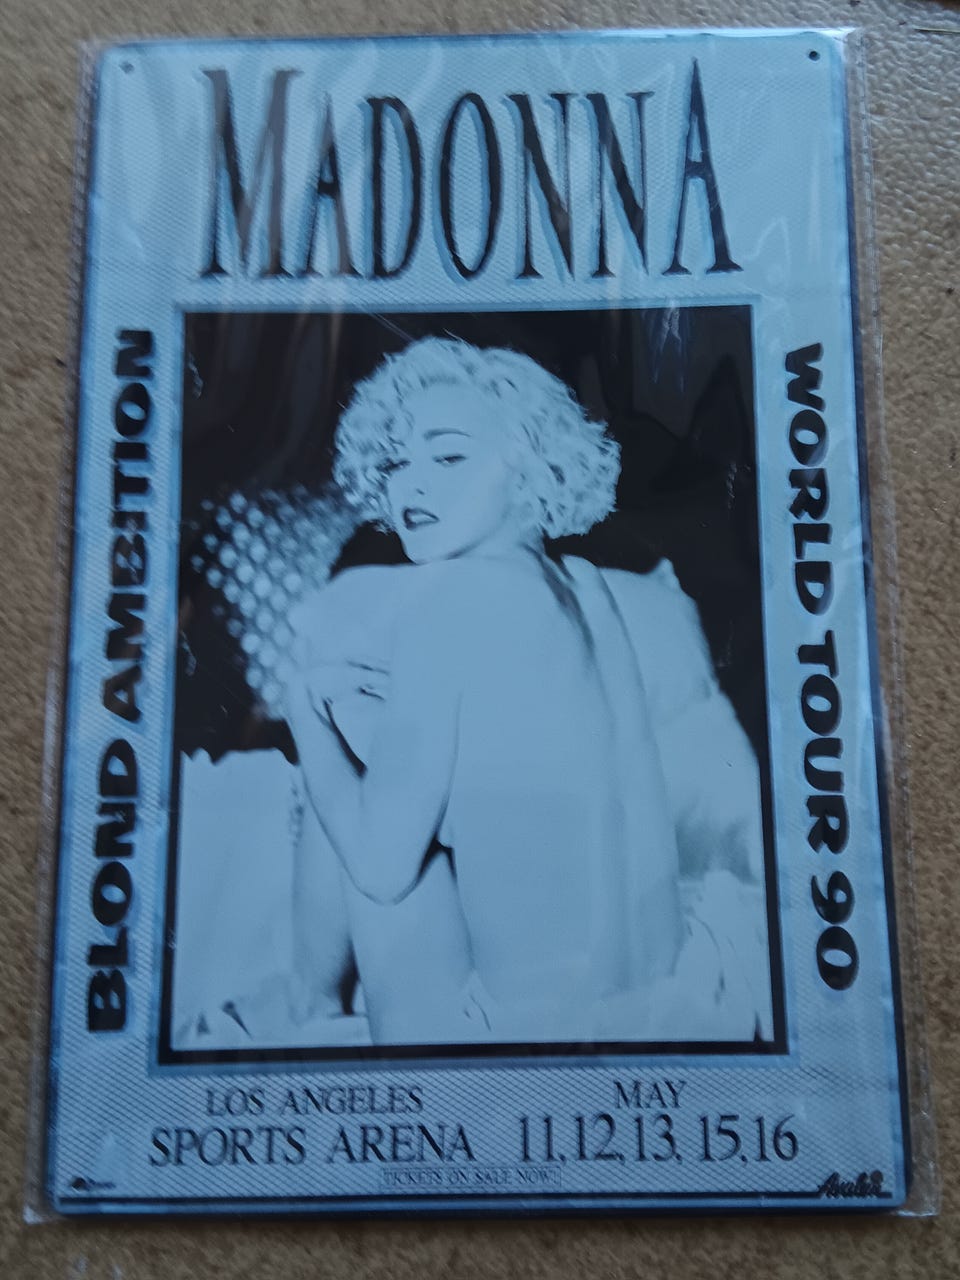 MADONNA
BLOND AMBITION
WORLD TOUR 90
LOS ANGELES
SPORTS ARENA
MAY
11,12,13, 15,16
TICKETS ON SALE NOW!
Avalon